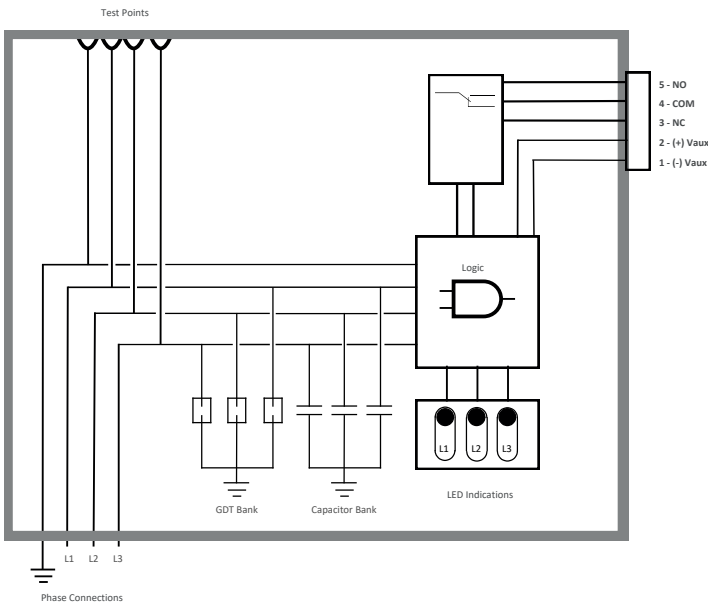 Test Points
5 - NO
4 - COM
3 - NC
2 - (+) Vaux
1 - (-) Vaux
Logic
L1 L2 L3
LED Indications
GDT Bank Capacitor Bank
L1 L2 L3
Phase Connections